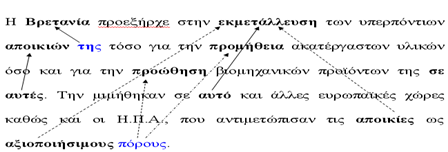 Η Βρετανία προεξήρχε στην εκμετάλλευση των υπερπόντιων
αποικιών της τόσο για την προμήθεια ακατέργαστων υλικών
όσο και για την προώθηση βιομηχανικών προϊόντων της σε
αυτές. Την μιμήθηκαν σε αυτό και άλλες ευρωπαϊκές χώρες
καθώς και οι Η.Π.Α., που αντιμετώπισαν τις αποικίες ως
αξιοποιήσιμους πόρους.